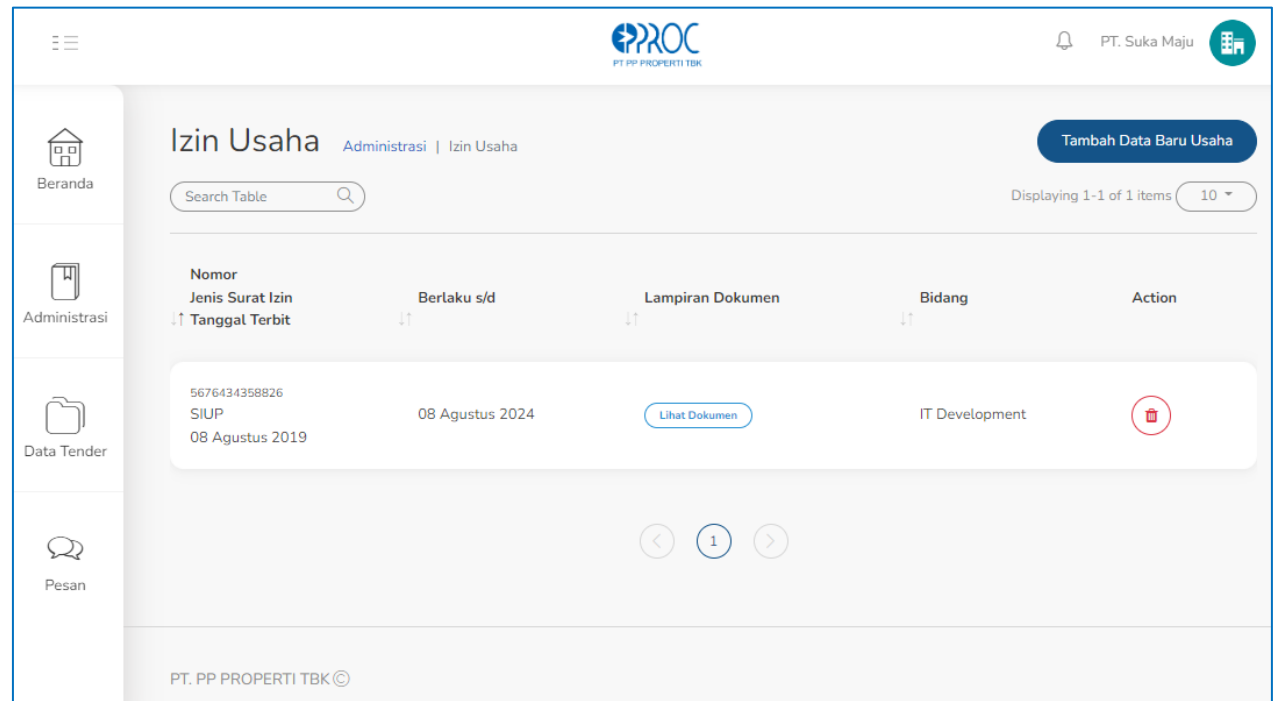 EPROC
PT PP PROPERTI TBK
PT. Suka Maju
Beranda
Administrasi
Data Tender
Pesan
Izin Usaha Administrasi | Izin Usaha
Tambah Data Baru Usaha
Search Table
Displaying 1-1 of 1 items 10
Nomor
Jenis Surat Izin
Tanggal Terbit
Berlaku s/d
Lampiran Dokumen
Bidang
Action
5676434358826
SIUP
08 Agustus 2019
08 Agustus 2024
Lihat Dokumen
IT Development
1
PT. PP PROPERTI TBK ©